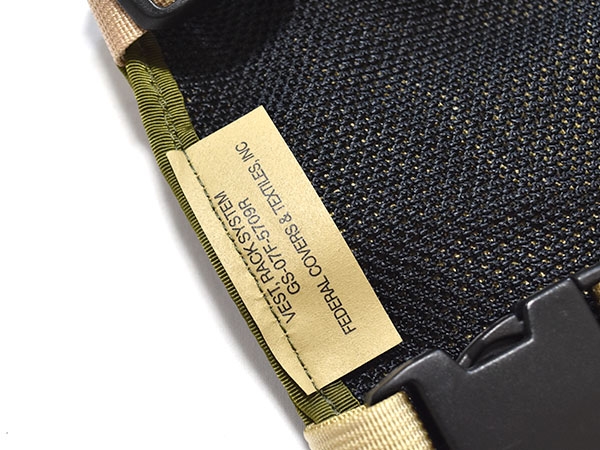 VEST, RACK SYSTEM
GS-07F-5709R
FEDERAL COVERS & TEXTILES, INC